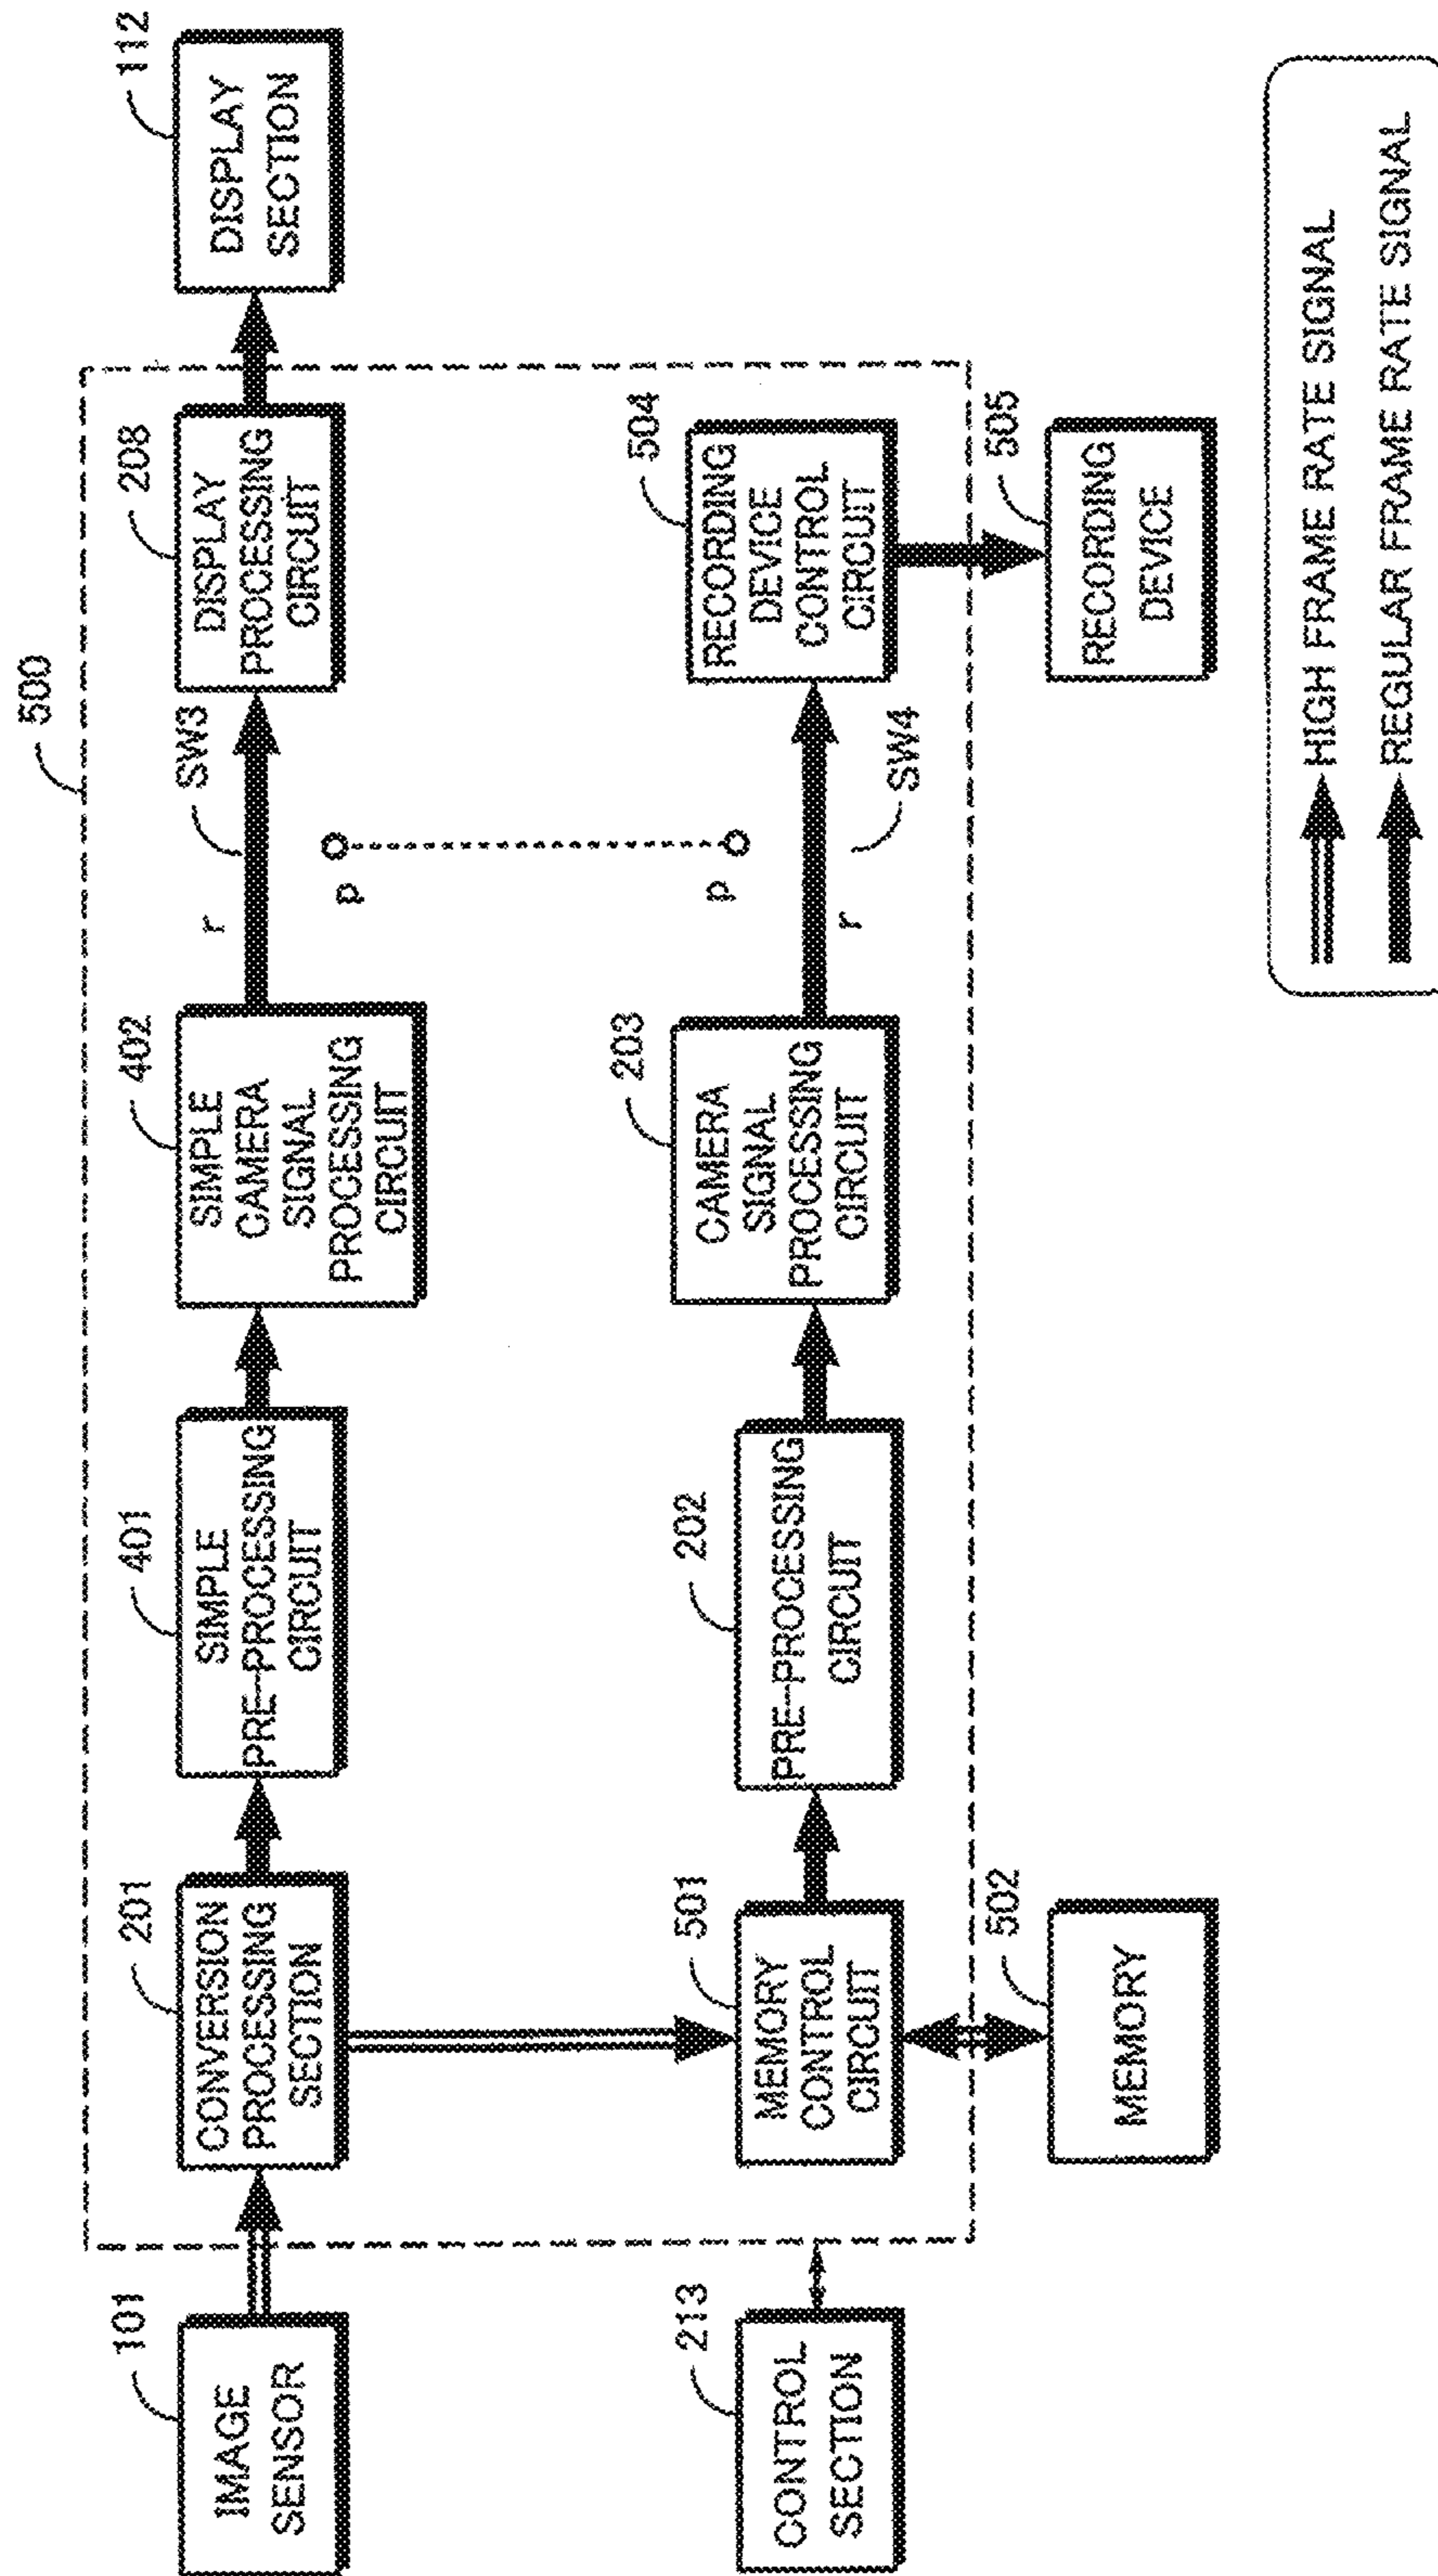 500
101
IMAGE
SENSOR
201
CONVERSION
PROCESSING
SECTION
401
SIMPLE
PRE-PROCESSING
CIRCUIT
402
SIMPLE
CAMERA
SIGNAL
PROCESSING
CIRCUIT
r
SW3
208
DISPLAY
PROCESSING
CIRCUIT
112
DISPLAY
SECTION
p
p
213
CONTROL
SECTION
501
MEMORY
CONTROL
CIRCUIT
202
PRE-PROCESSING
CIRCUIT
203
CAMERA
SIGNAL
PROCESSING
CIRCUIT
r
SW4
504
RECORDING
DEVICE
CONTROL
CIRCUIT
502
MEMORY
505
RECORDING
DEVICE
HIGH FRAME RATE SIGNAL
REGULAR FRAME RATE SIGNAL